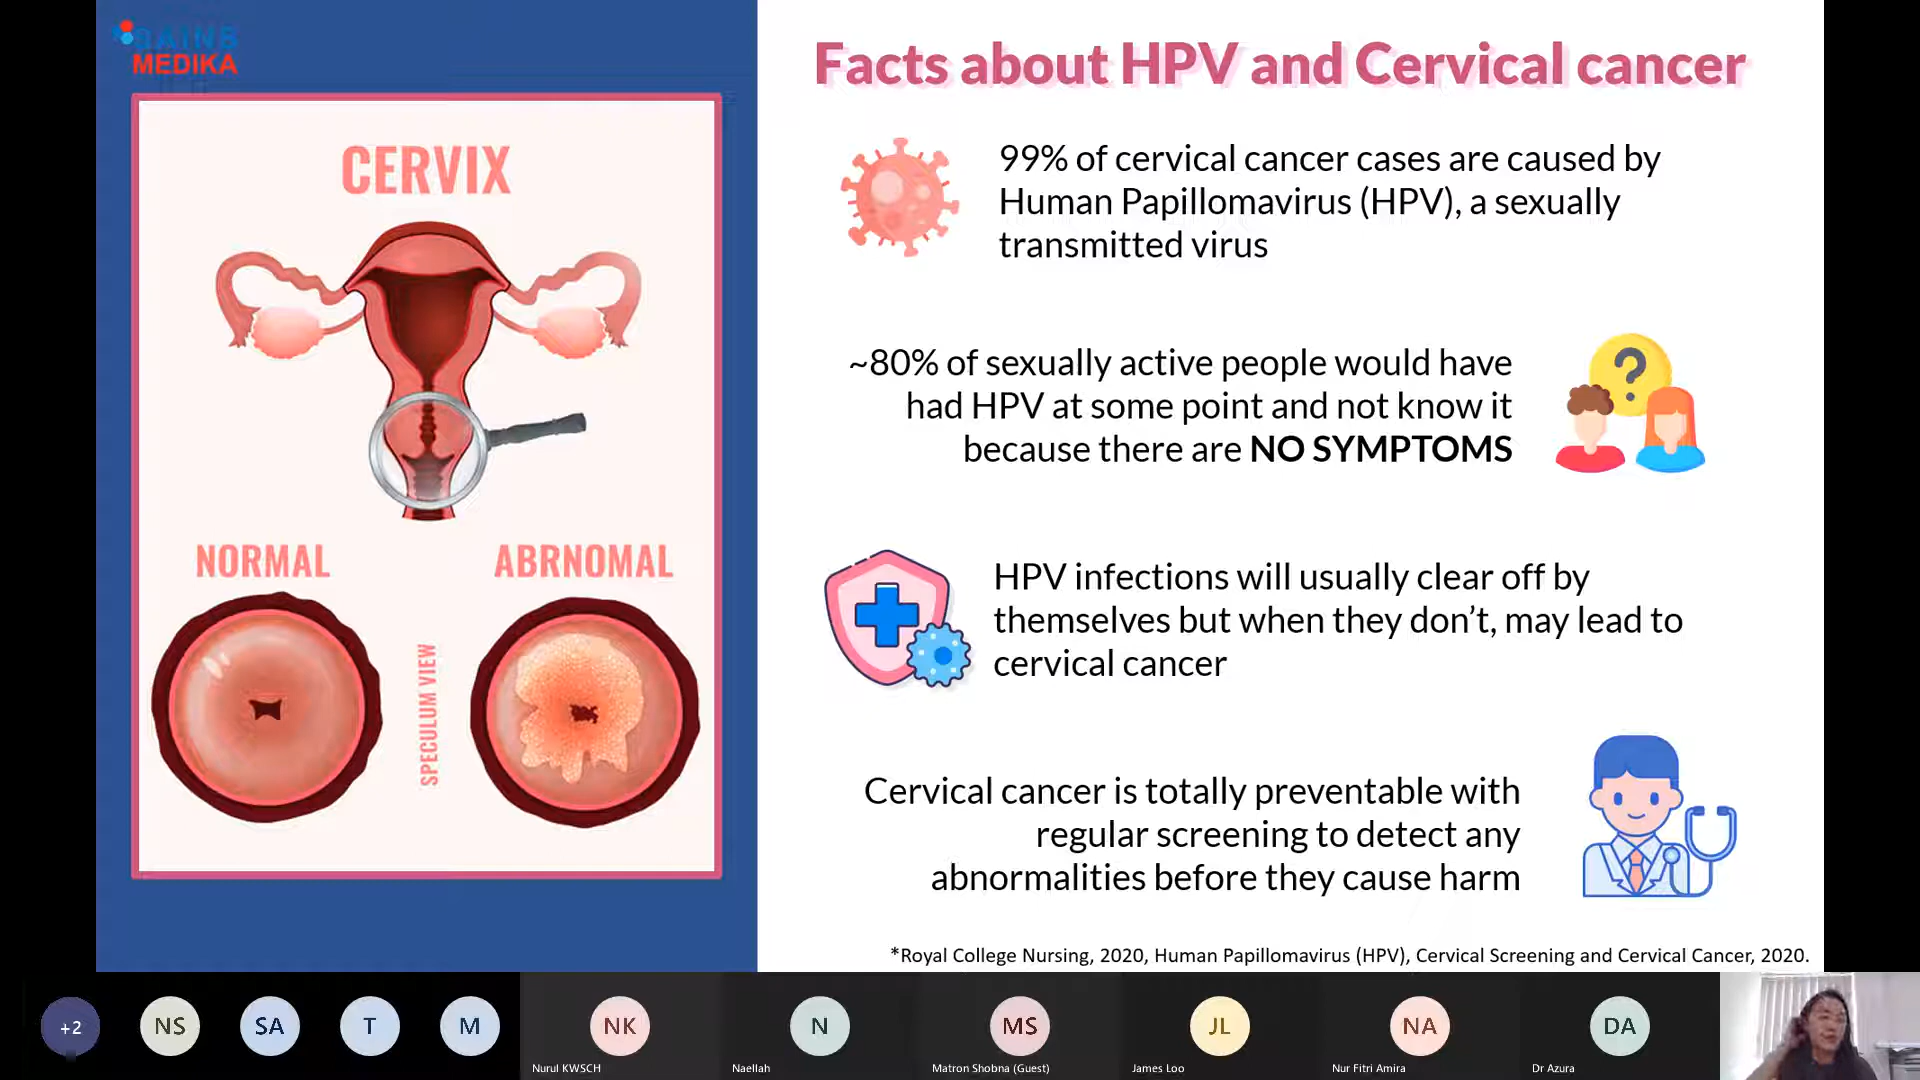 SAINS
MEDIKA
CERVIX
NORMAL
ABRNOMAL
SPECULUM VIEW
Facts about HPV and Cervical cancer
99% of cervical cancer cases are caused by
Human Papillomavirus (HPV), a sexually
transmitted virus
~80% of sexually active people would have
had HPV at some point and not know it
because there are NO SYMPTOMS
HPV infections will usually clear off by
themselves but when they don’t, may lead to
cervical cancer
Cervical cancer is totally preventable with
regular screening to detect any
abnormalities before they cause harm
*Royal College Nursing, 2020, Human Papillomavirus (HPV), Cervical Screening and Cervical Cancer, 2020.
+2
NS
SA
T
M
NK
Nurul KWSCH
N
Naellah
MS
Matron Shobna (Guest)
JL
James Loo
NA
Nur Fitri Amira
DA
Dr Azura